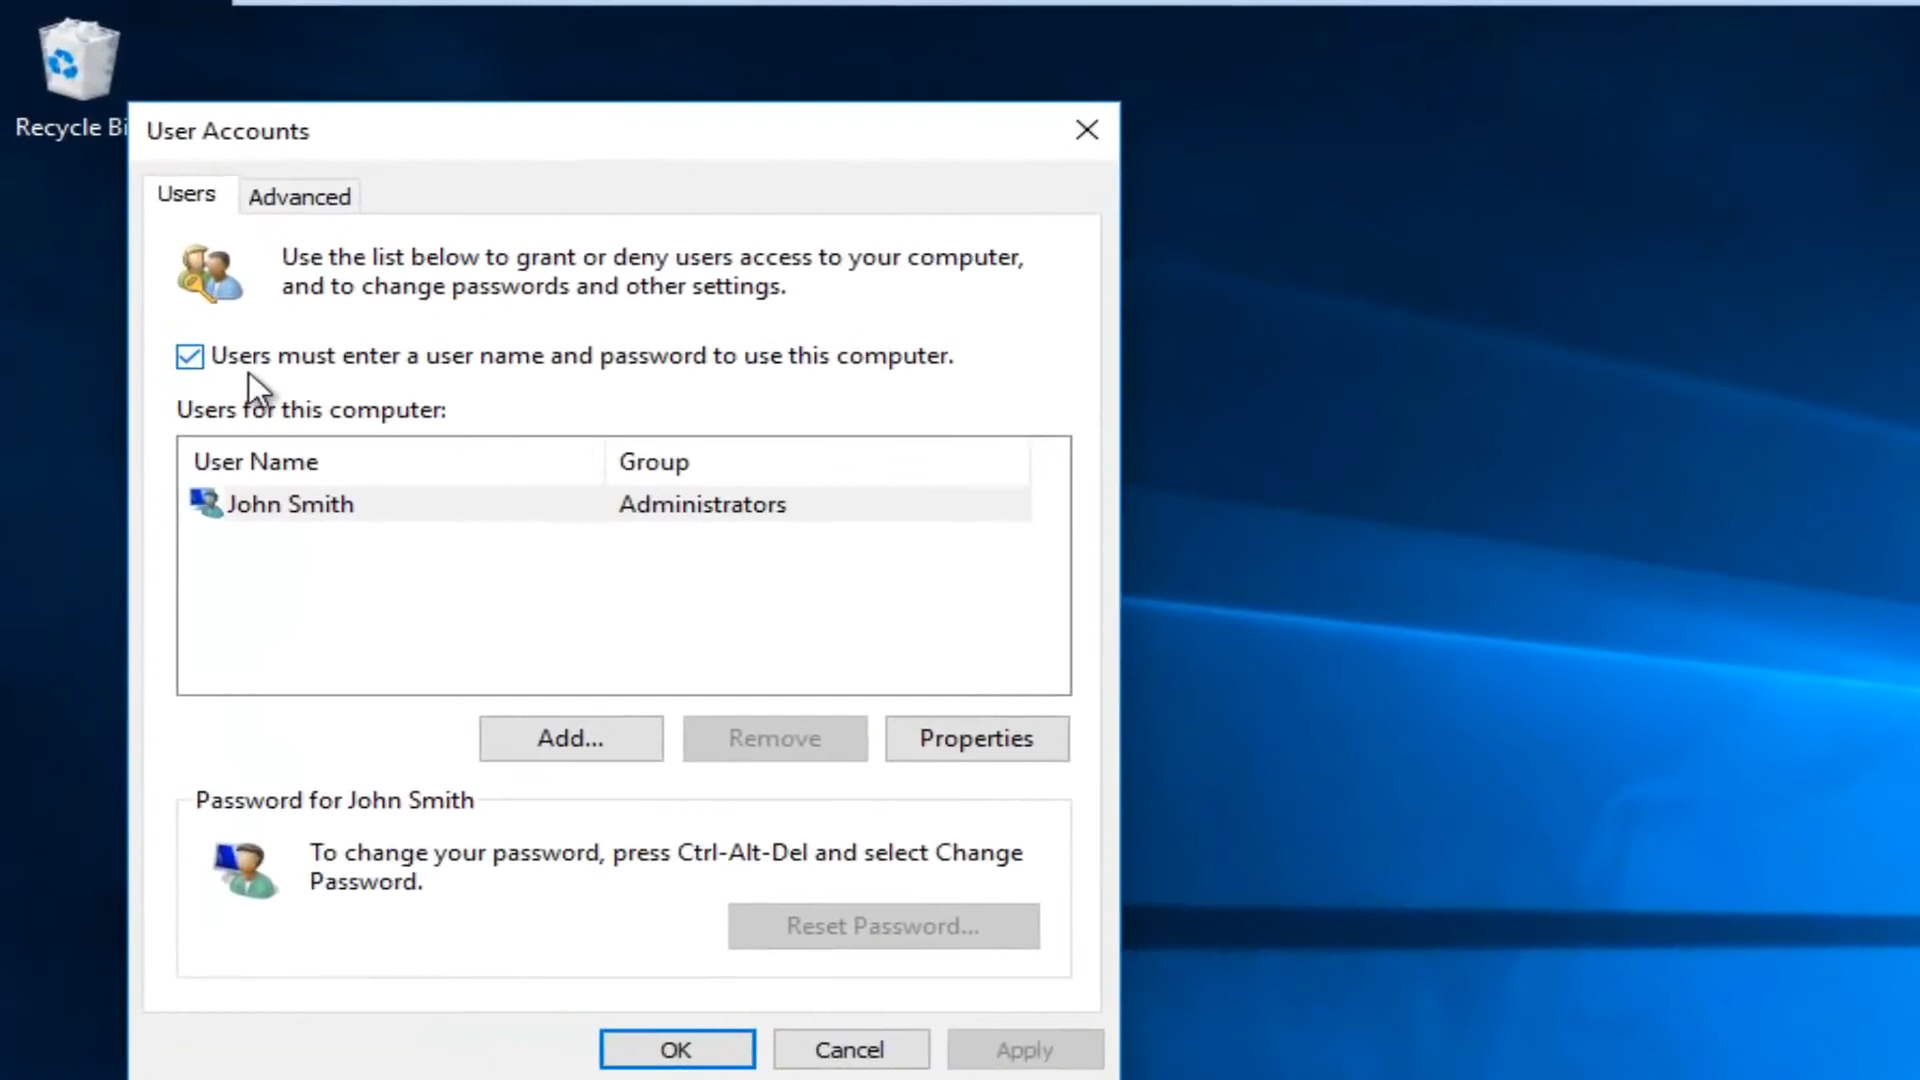 Recycle Bi
User Accounts
Users
Advanced
Use the list below to grant or deny users access to your computer,
and to change passwords and other settings.
Users must enter a user name and password to use this computer.
Users for this computer:
User Name
Group
John Smith
Administrators
Add...
Remove
Properties
Password for John Smith
To change your password, press Ctrl-Alt-Del and select Change
Password.
Reset Password...
OK
Cancel
Apply